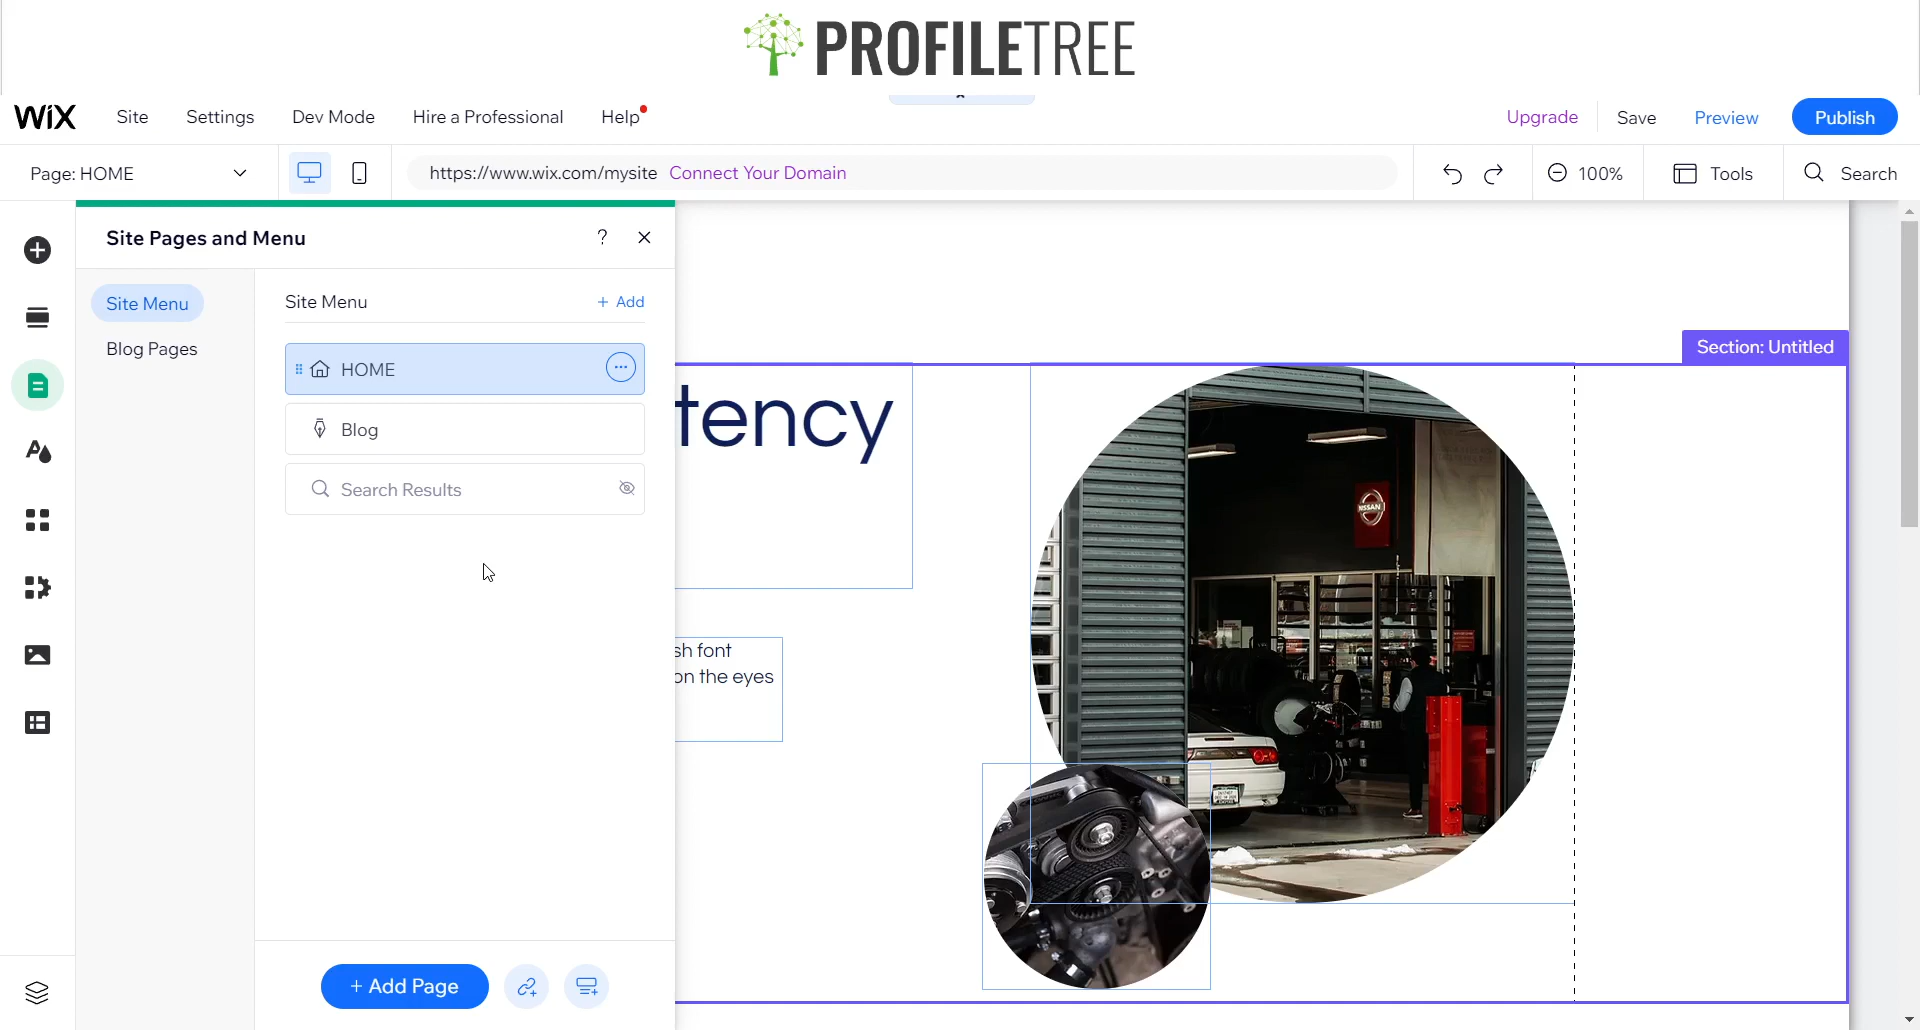 PROFILETREE
WiX Site Settings Dev Mode Hire a Professional Help Upgrade Save Preview Publish
Page: HOME https://www.wix.com/mysite Connect Your Domain 100% Tools Search
Site Pages and Menu ? 
Site Menu
Blog Pages
Site Menu + Add
HOME
Blog
Search Results
+ Add Page
Section: Untitled
tency
sh font
on the eyes
NISSAN